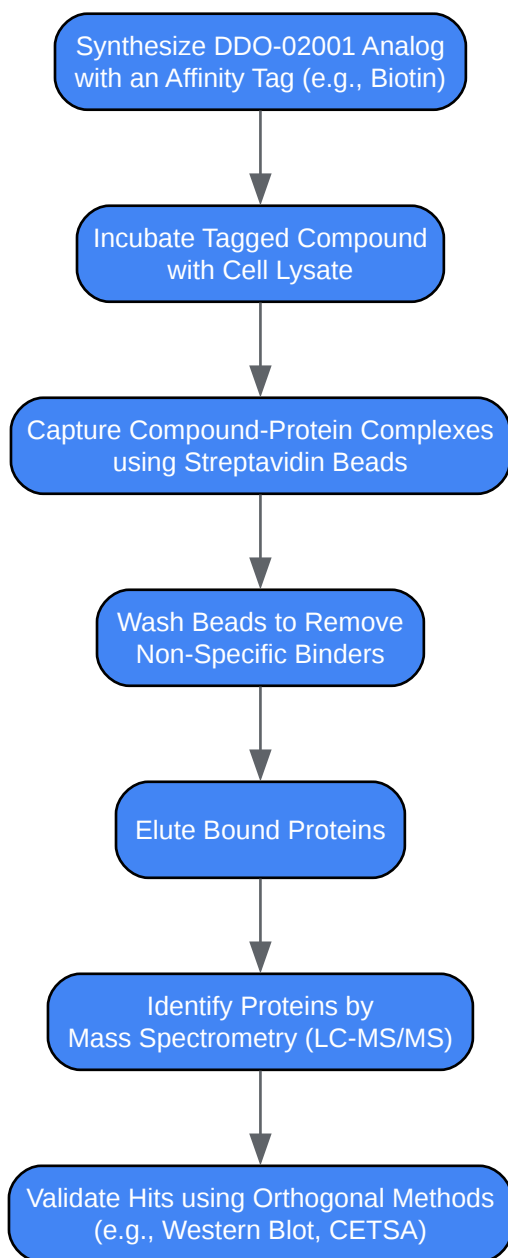 Synthesize DDO-02001 Analog
with an Affinity Tag (e.g., Biotin)
Incubate Tagged Compound
with Cell Lysate
Capture Compound-Protein Complexes
using Streptavidin Beads
Wash Beads to Remove
Non-Specific Binders
Elute Bound Proteins
Identify Proteins by
Mass Spectrometry (LC-MS/MS)
Validate Hits using Orthogonal Methods
(e.g., Western Blot, CETSA)